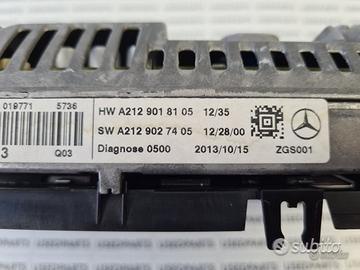 019771 5736
3 Q03
HW A212 901 81 05 12/35
SW A212 902 74 05 12/28/00
Diagnose 0500 2013/10/15 ZGS001
subito